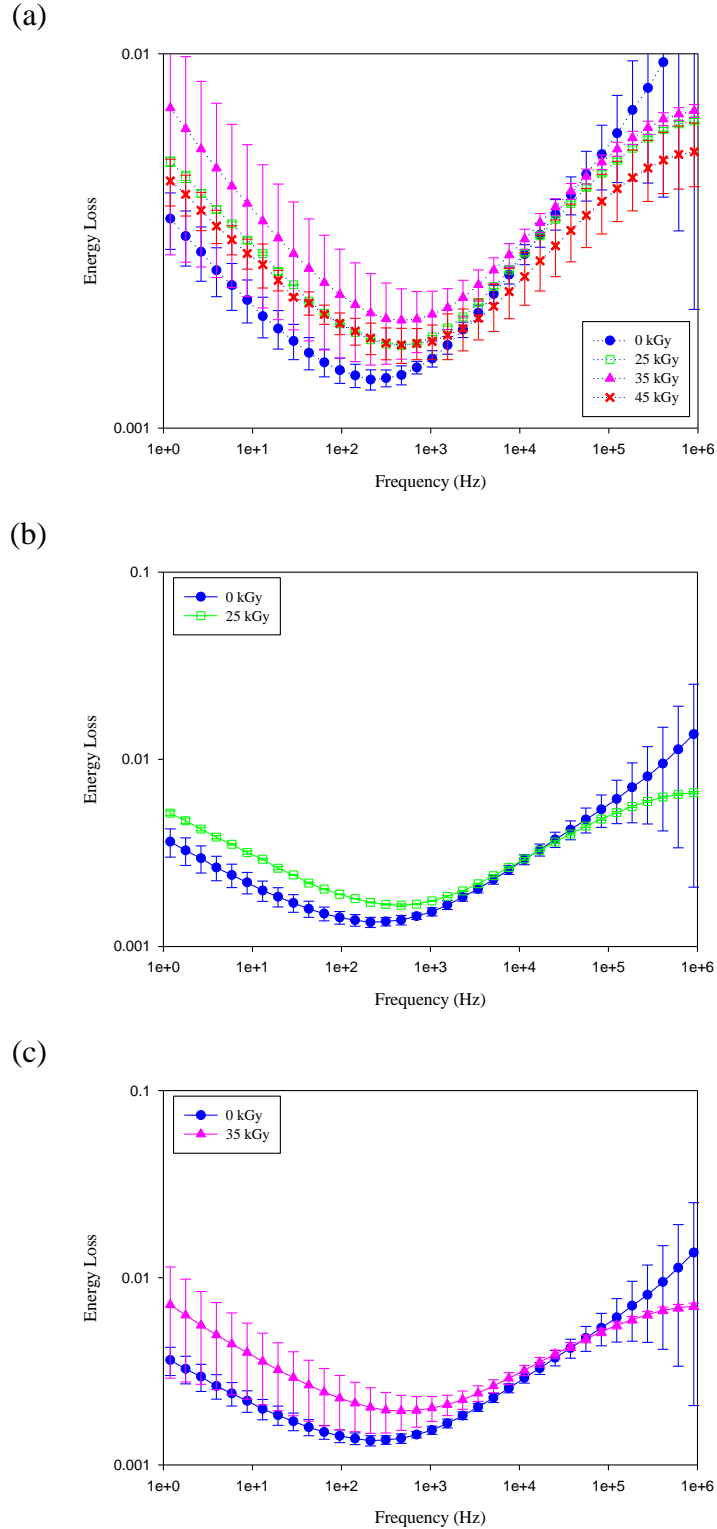 (a)
0.01
Energy Loss
0 kGy
25 kGy
35 kGy
45 kGy
0.001
1e+0 1e+1 1e+2 1e+3 1e+4 1e+5 1e+6
Frequency (Hz)
(b)
0.1
0 kGy
25 kGy
Energy Loss
0.01
0.001
1e+0 1e+1 1e+2 1e+3 1e+4 1e+5 1e+6
Frequency (Hz)
(c)
0.1
0 kGy
35 kGy
Energy Loss
0.01
0.001
1e+0 1e+1 1e+2 1e+3 1e+4 1e+5 1e+6
Frequency (Hz)